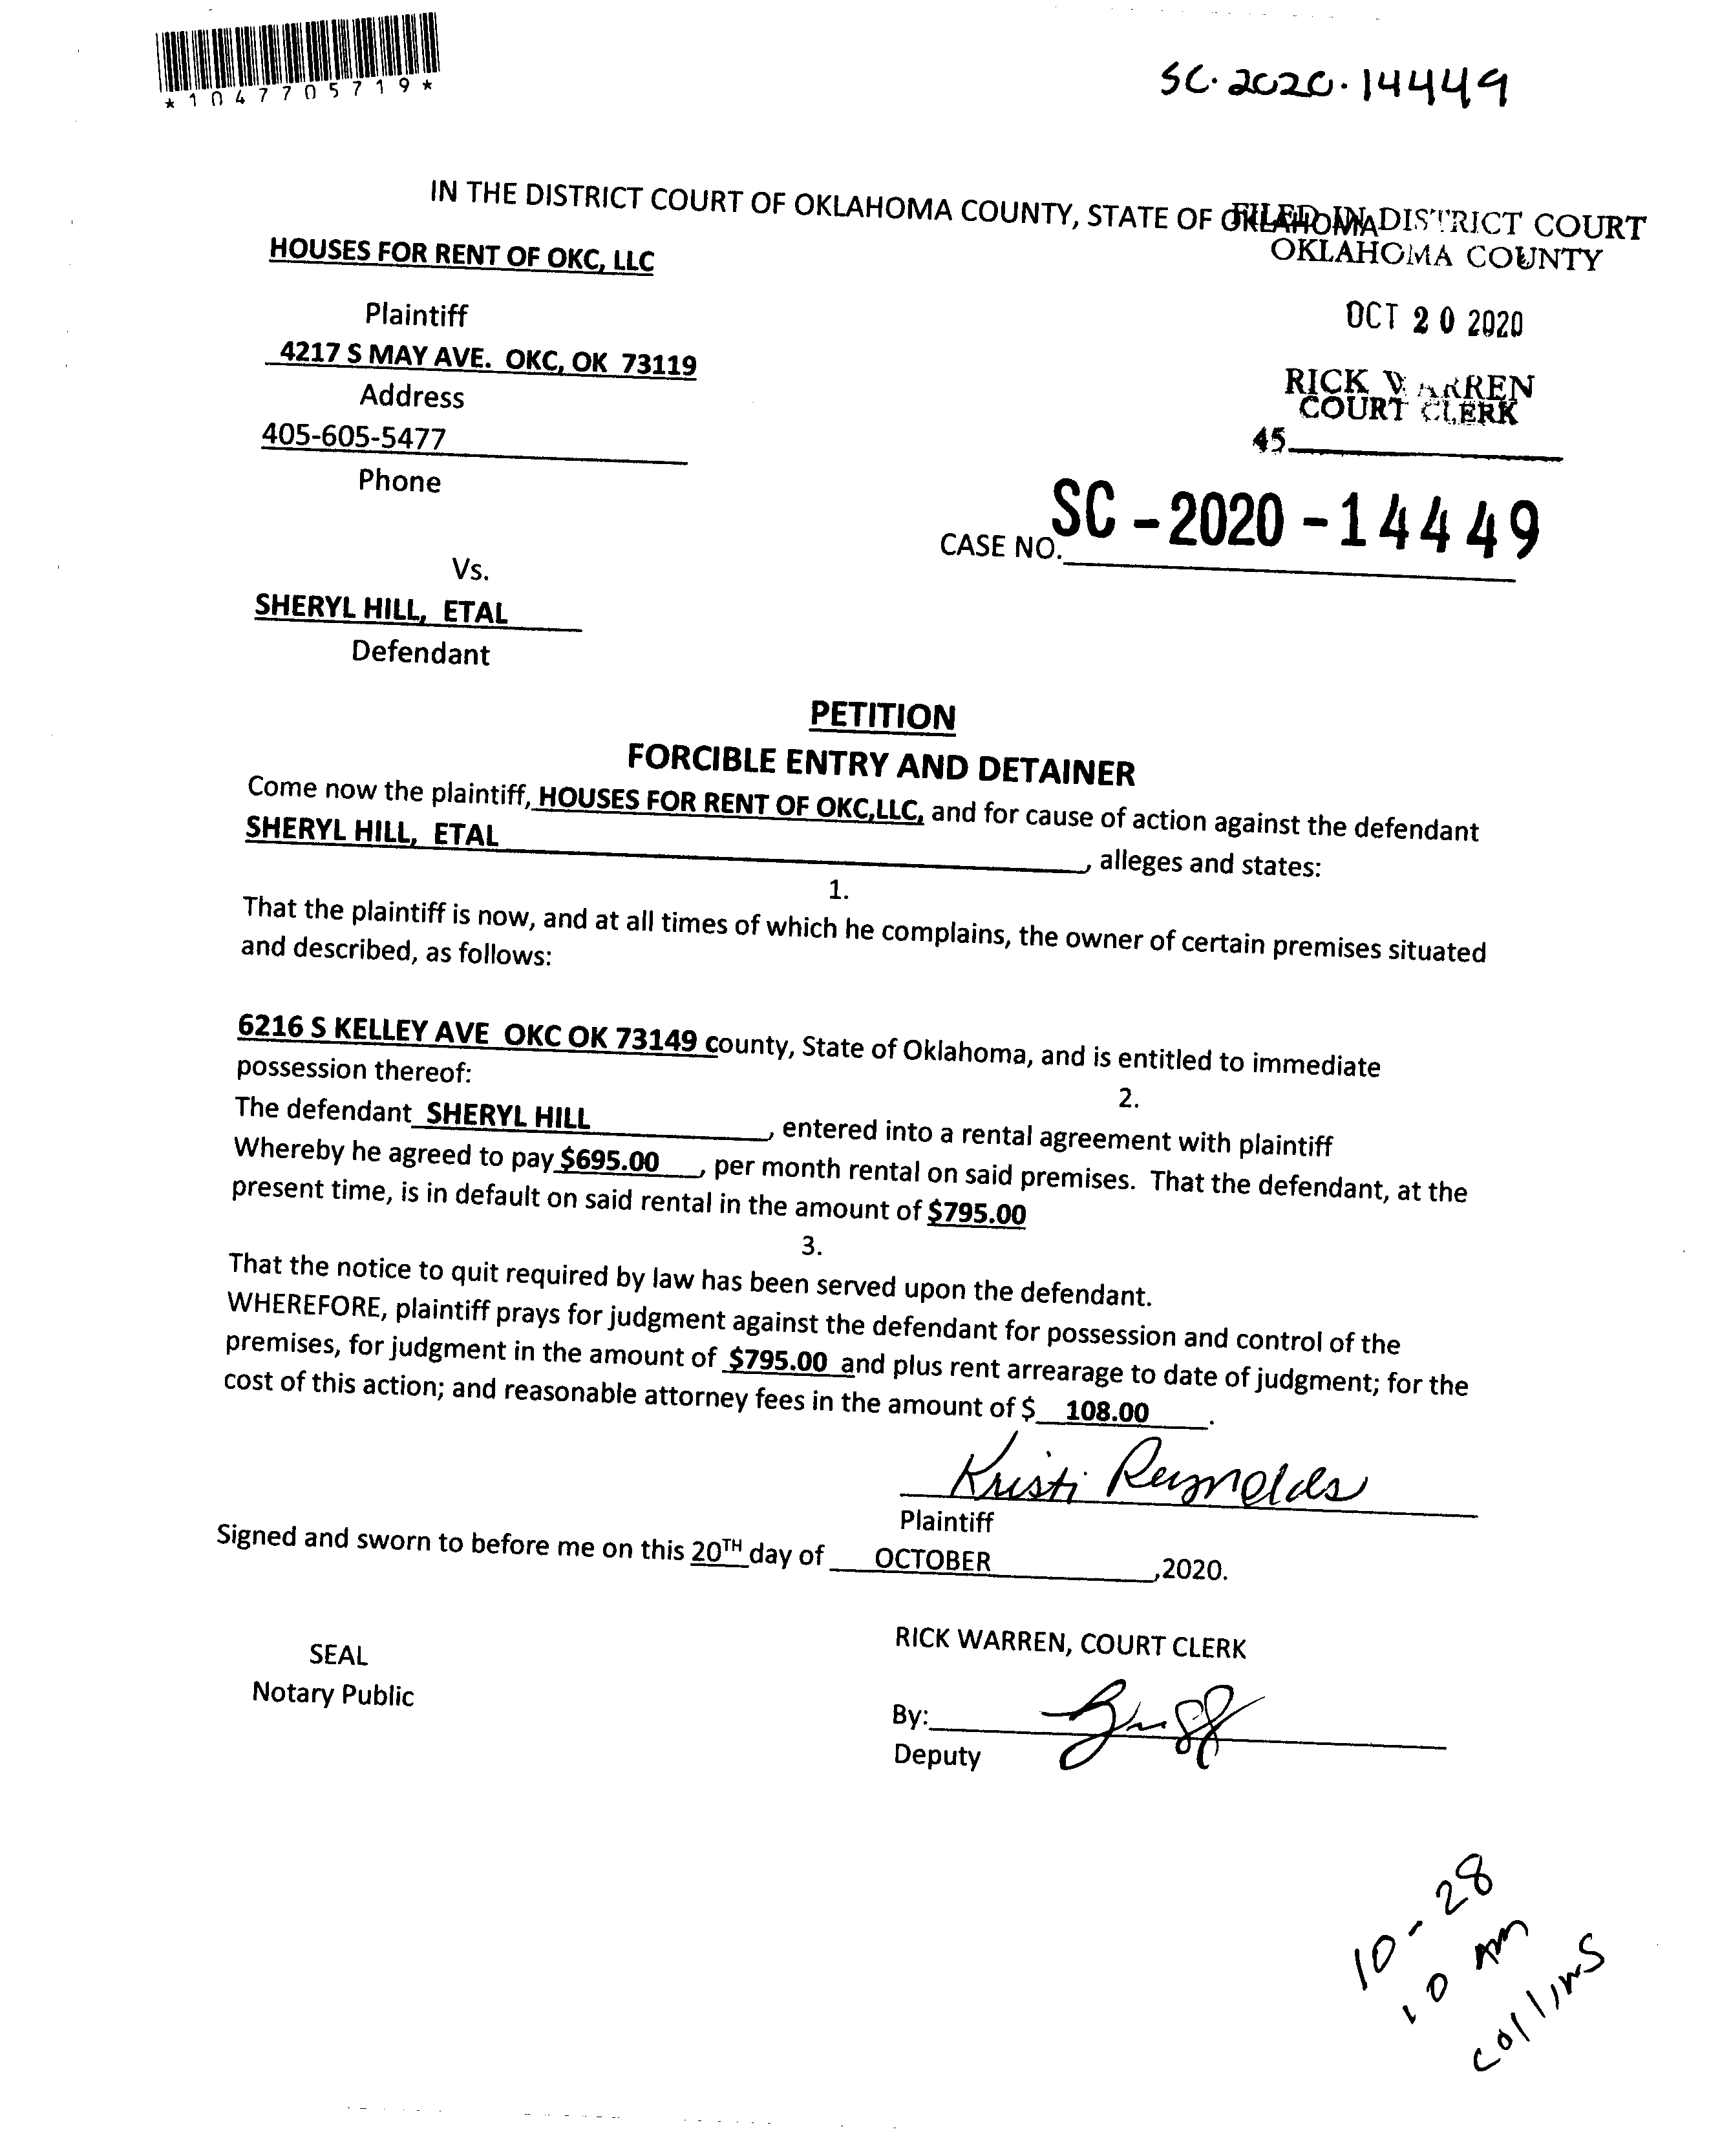 *1047705719*
SC-2020-14449
IN THE DISTRICT COURT OF OKLAHOMA COUNTY, STATE OF OKLAHOMA
FILED IN DISTRICT COURT
OKLAHOMA COUNTY
HOUSES FOR RENT OF OKC, LLC
Plaintiff
OCT 20 2020
4217 S MAY AVE. OKC, OK 73119
Address
RICK WARREN
COURT CLERK
405-605-5477
45
Phone
CASE NO. SC-2020-14449
Vs.
SHERYL HILL, ETAL
Defendant
PETITION
FORCIBLE ENTRY AND DETAINER
Come now the plaintiff, HOUSES FOR RENT OF OKC,LLC, and for cause of action against the defendant
SHERYL HILL, ETAL, alleges and states:
1.
That the plaintiff is now, and at all times of which he complains, the owner of certain premises situated
and described, as follows:
6216 S KELLEY AVE OKC OK 73149 county, State of Oklahoma, and is entitled to immediate
possession thereof:
2.
The defendant SHERYL HILL, entered into a rental agreement with plaintiff
Whereby he agreed to pay $695.00, per month rental on said premises. That the defendant, at the
present time, is in default on said rental in the amount of $795.00
3.
That the notice to quit required by law has been served upon the defendant.
WHEREFORE, plaintiff prays for judgment against the defendant for possession and control of the
premises, for judgment in the amount of $795.00 and plus rent arrearage to date of judgment; for the
cost of this action; and reasonable attorney fees in the amount of $ 108.00.
Kristi Reynolds
Plaintiff
Signed and sworn to before me on this 20TH day of OCTOBER,2020.
RICK WARREN, COURT CLERK
SEAL
Notary Public
By:
Deputy
10-28
10 AM
Collins